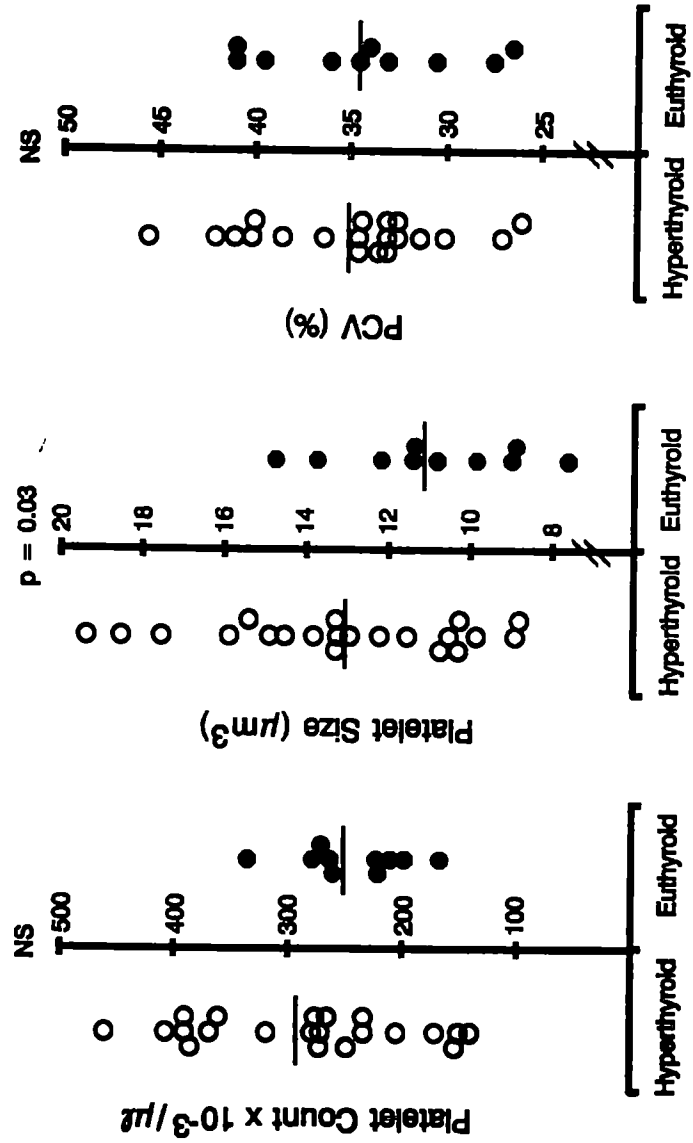 Platelet Count x 10-3/μℓ
NS
500
400
300
200
100
Hyperthyroid Euthyroid
Platelet Size (μm3)
p = 0.03
20
18
16
14
12
10
8
Hyperthyroid Euthyroid
PCV (%)
NS
50
45
40
35
30
25
Hyperthyroid Euthyroid